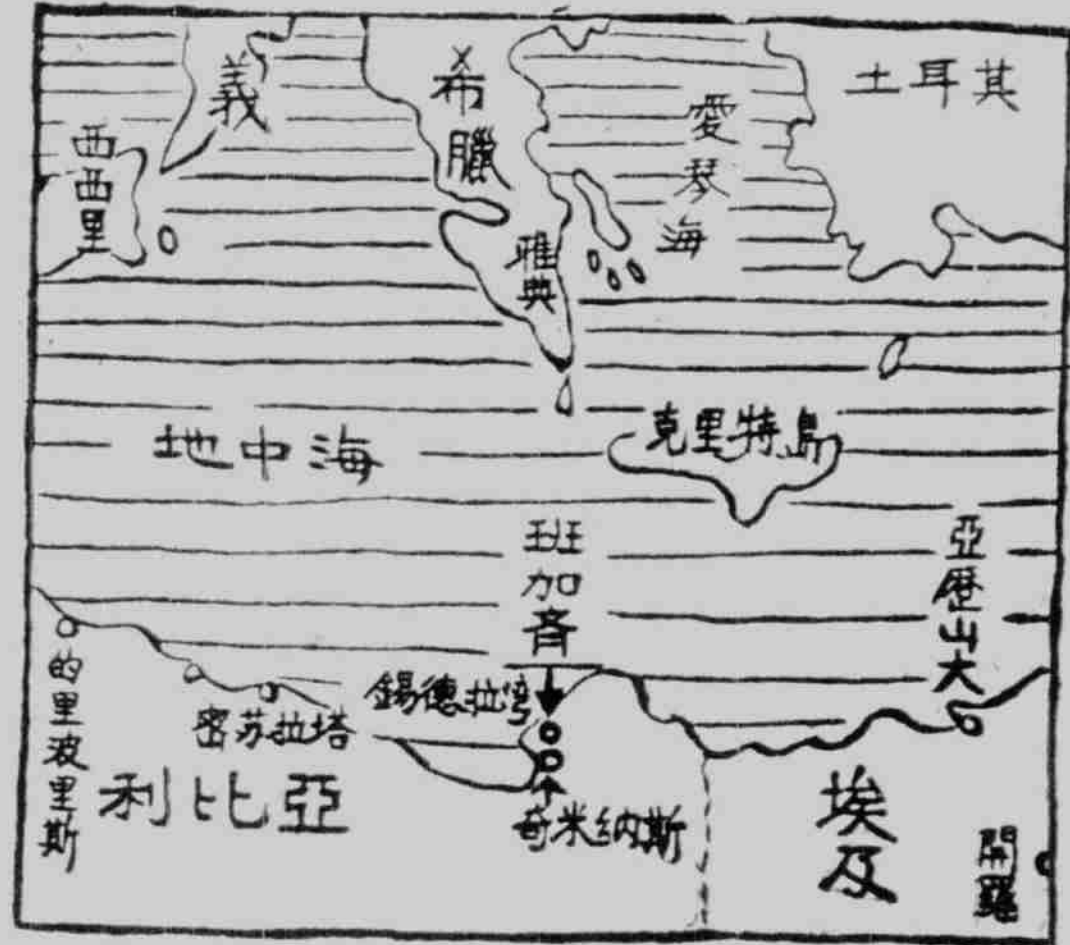 義
希臘
愛琴海
土耳其
西西里
雅典
地中海
克里特島
班加斉
亞歷山大
錫德拉湾
的里波里斯
密苏拉塔
利比亞
奇米纳斯
埃及
開羅